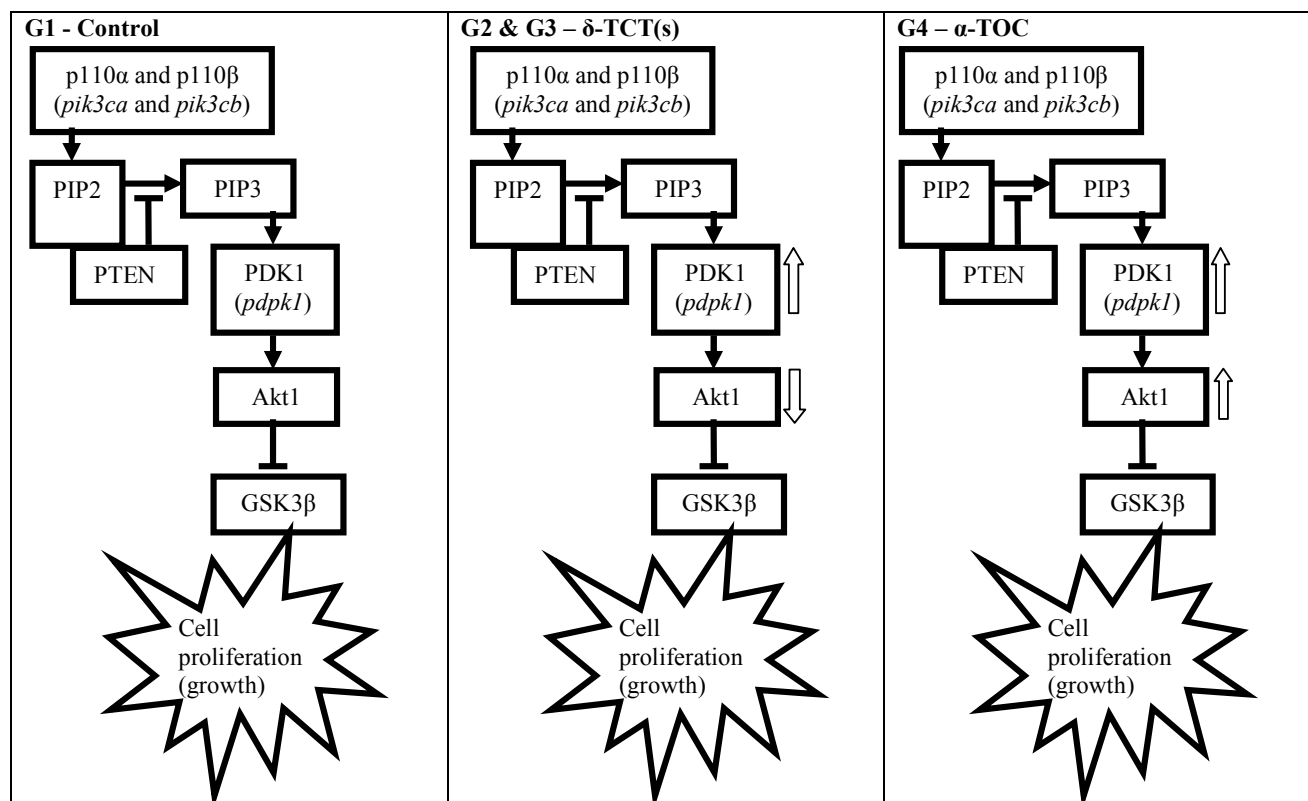 G1 - Control
p110α and p110β
(pik3ca and pik3cb)
PIP2
PIP3
PTEN
PDK1
(pdpk1)
Akt1
GSK3β
Cell
proliferation
(growth)
G2 & G3 – δ-TCT(s)
p110α and p110β
(pik3ca and pik3cb)
PIP2
PIP3
PTEN
PDK1
(pdpk1)
Akt1
GSK3β
Cell
proliferation
(growth)
G4 – α-TOC
p110α and p110β
(pik3ca and pik3cb)
PIP2
PIP3
PTEN
PDK1
(pdpk1)
Akt1
GSK3β
Cell
proliferation
(growth)